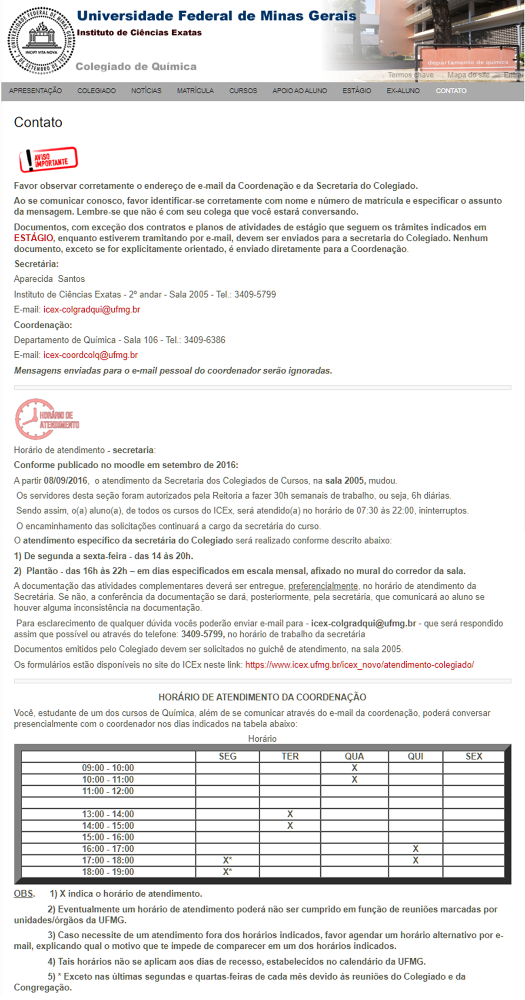 UNIVERSIDADE FEDERAL DE MINAS GERAIS
INCIPT VITA NOVA
7 DE SETEMBRO DE 1927
Universidade Federal de Minas Gerais
Instituto de Ciências Exatas
Colegiado de Química
departamento de química
Termos chave Mapa do site Entrar
APRESENTAÇÃO COLEGIADO NOTÍCIAS MATRÍCULA CURSOS APOIO AO ALUNO ESTÁGIO EX-ALUNO CONTATO
Contato
AVISO
IMPORTANTE
Favor observar corretamente o endereço de e-mail da Coordenação e da Secretaria do Colegiado.
Ao se comunicar conosco, favor identificar-se corretamente com nome e número de matrícula e especificar o assunto
da mensagem. Lembre-se que não é com seu colega que você estará conversando.
Documentos, com exceção dos contratos e planos de atividades de estágio que seguem os trâmites indicados em
ESTÁGIO, enquanto estiverem tramitando por e-mail, devem ser enviados para a secretaria do Colegiado. Nenhum
documento, exceto se for explicitamente orientado, é enviado diretamente para a Coordenação.
Secretária:
Aparecida Santos
Instituto de Ciências Exatas - 2º andar - Sala 2005 - Tel.: 3409-5799
E-mail: icex-colgradqui@ufmg.br
Coordenação:
Departamento de Química - Sala 106 - Tel.: 3409-6386
E-mail: icex-coordcolq@ufmg.br
Mensagens enviadas para o e-mail pessoal do coordenador serão ignoradas.
HORÁRIO DE
ATENDIMENTO
Horário de atendimento - secretaria:
Conforme publicado no moodle em setembro de 2016:
A partir 08/09/2016, o atendimento da Secretaria dos Colegiados de Cursos, na sala 2005, mudou.
Os servidores desta seção foram autorizados pela Reitoria a fazer 30h semanais de trabalho, ou seja, 6h diárias.
Sendo assim, o(a) aluno(a), de todos os cursos do ICEx, será atendido(a) no horário de 07:30 às 22:00, ininterruptos.
O encaminhamento das solicitações continuará a cargo da secretária do curso.
O atendimento específico da secretária do Colegiado será realizado conforme descrito abaixo:
1) De segunda a sexta-feira - das 14 às 20h.
2) Plantão - das 16h às 22h – em dias especificados em escala mensal, afixado no mural do corredor da sala.
A documentação das atividades complementares deverá ser entregue, preferencialmente, no horário de atendimento da
Secretária. Se não, a conferência da documentação se dará, posteriormente, pela secretária, que comunicará ao aluno se
houver alguma inconsistência na documentação.
Para esclarecimento de qualquer dúvida vocês poderão enviar e-mail para - icex-colgradqui@ufmg.br - que será respondido
assim que possível ou através do telefone: 3409-5799, no horário de trabalho da secretária
Documentos emitidos pelo Colegiado devem ser solicitados no guichê de atendimento, na sala 2005.
Os formulários estão disponíveis no site do ICEx neste link: https://www.icex.ufmg.br/icex_novo/atendimento-colegiado/
HORÁRIO DE ATENDIMENTO DA COORDENAÇÃO
Você, estudante de um dos cursos de Química, além de se comunicar através do e-mail da coordenação, poderá conversar
presencialmente com o coordenador nos dias indicados na tabela abaixo:
Horário
SEG TER QUA QUI SEX
09:00 - 10:00 X
10:00 - 11:00 X
11:00 - 12:00
13:00 - 14:00 X
14:00 - 15:00 X
15:00 - 16:00
16:00 - 17:00 X
17:00 - 18:00 X* X
18:00 - 19:00 X*
OBS. 1) X indica o horário de atendimento.
2) Eventualmente um horário de atendimento poderá não ser cumprido em função de reuniões marcadas por
unidades/órgãos da UFMG.
3) Caso necessite de um atendimento fora dos horários indicados, favor agendar um horário alternativo por e-
mail, explicando qual o motivo que te impede de comparecer em um dos horários indicados.
4) Tais horários não se aplicam aos dias de recesso, estabelecidos no calendário da UFMG.
5) * Exceto nas últimas segundas e quartas-feiras de cada mês devido às reuniões do Colegiado e da
Congregação.